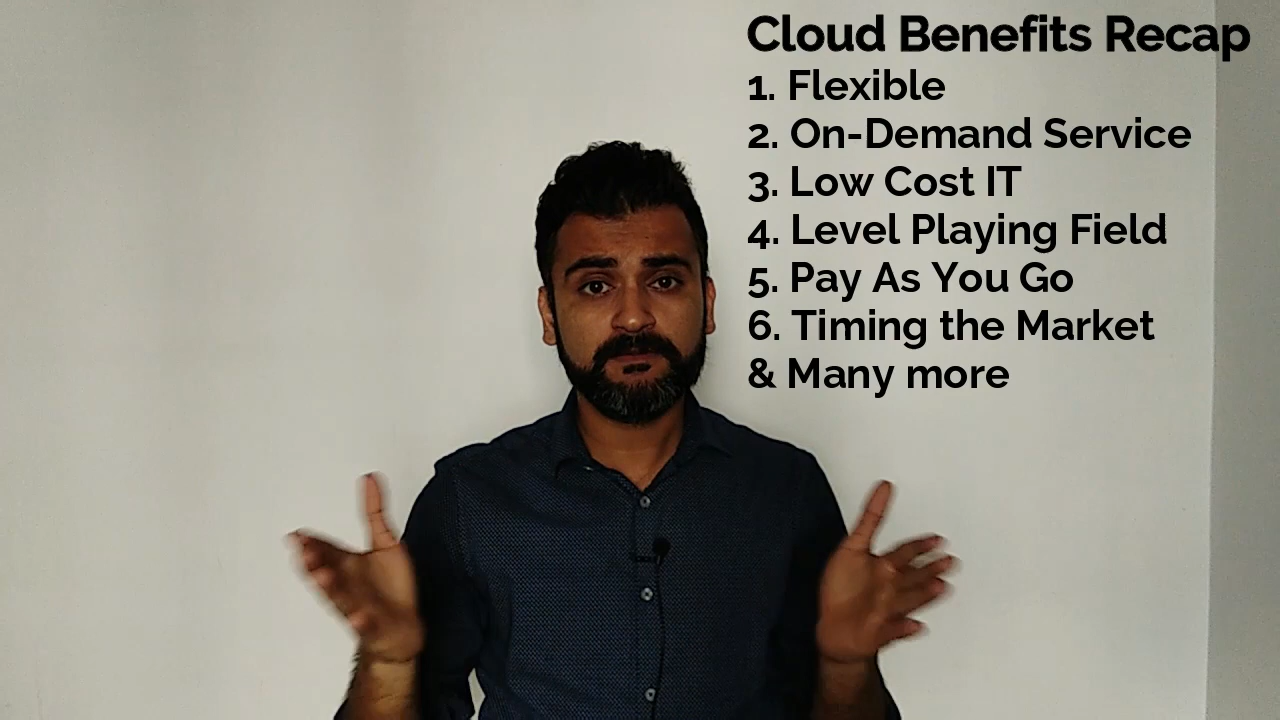 Cloud Benefits Recap
1. Flexible
2. On-Demand Service
3. Low Cost IT
4. Level Playing Field
5. Pay As You Go
6. Timing the Market
& Many more